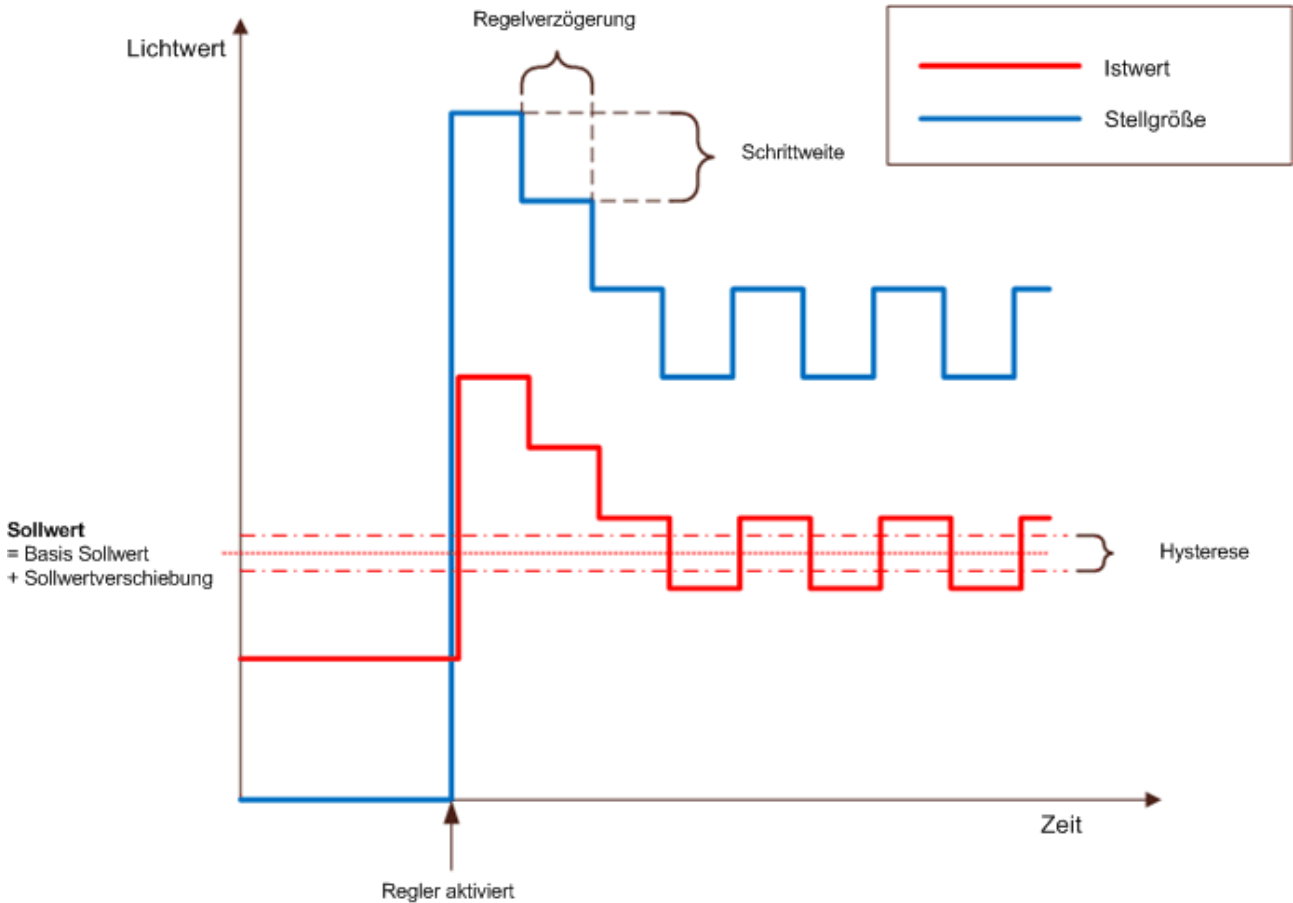 Regelverzögerung
Lichtwert
Istwert
Stellgröße
Schrittweite
Sollwert
= Basis Sollwert
+ Sollwertverschiebung
Hysterese
Zeit
Regler aktiviert